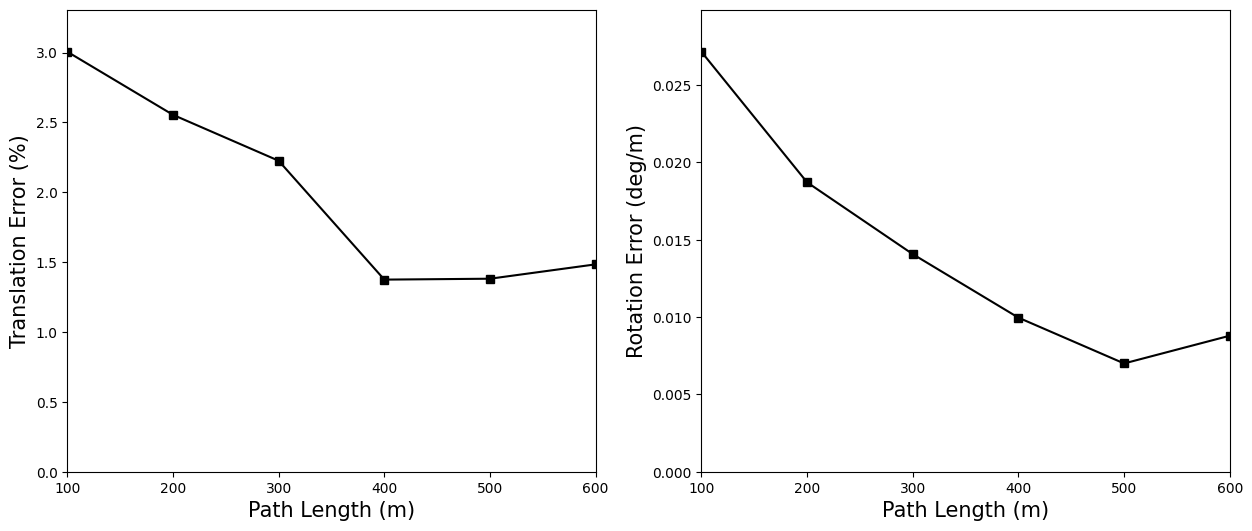 Translation Error (%)
3.0
2.5
2.0
1.5
1.0
0.5
0.0
100 200 300 400 500 600
Path Length (m)
Rotation Error (deg/m)
0.025
0.020
0.015
0.010
0.005
0.000
100 200 300 400 500 600
Path Length (m)